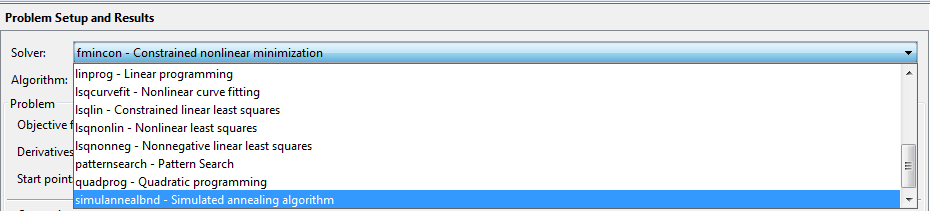 Problem Setup and Results
Solver: fmincon - Constrained nonlinear minimization
linprog - Linear programming
Algorithm:
lsqcurvefit - Nonlinear curve fitting
Problem
lsqlin - Constrained linear least squares
Objective f
lsqnonlin - Nonlinear least squares
lsqnonneg - Nonnegative linear least squares
Derivatives
patternsearch - Pattern Search
Start point
quadprog - Quadratic programming
simulannealbnd - Simulated annealing algorithm